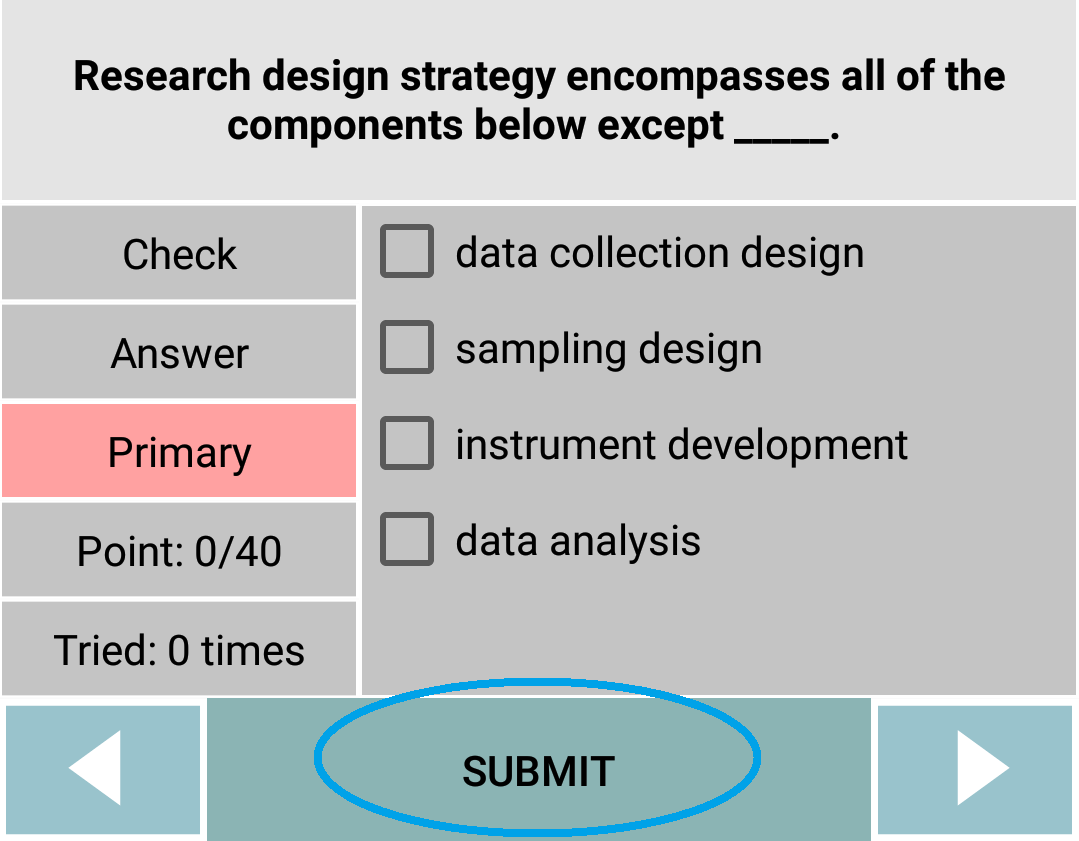 Research design strategy encompasses all of the
components below except _____.
Check
Answer
Primary
Point: 0/40
Tried: 0 times
data collection design
sampling design
instrument development
data analysis
SUBMIT